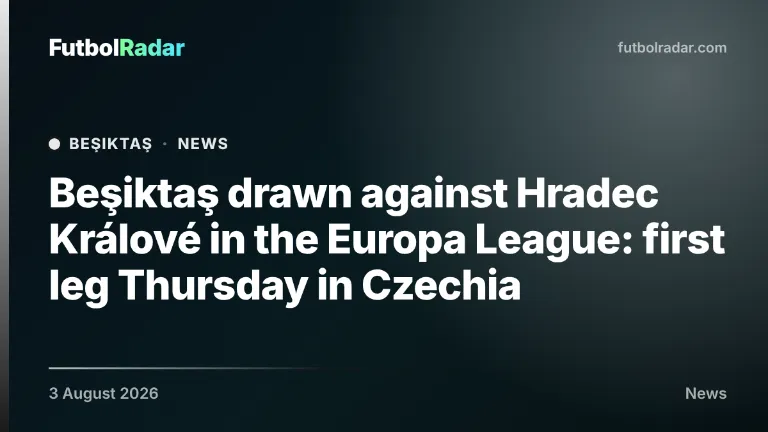 FutbolRadar
futbolradar.com
BEŞIKTAŞ · NEWS
Beşiktaş drawn against Hradec
Králové in the Europa League: first
leg Thursday in Czechia
3 August 2026
News